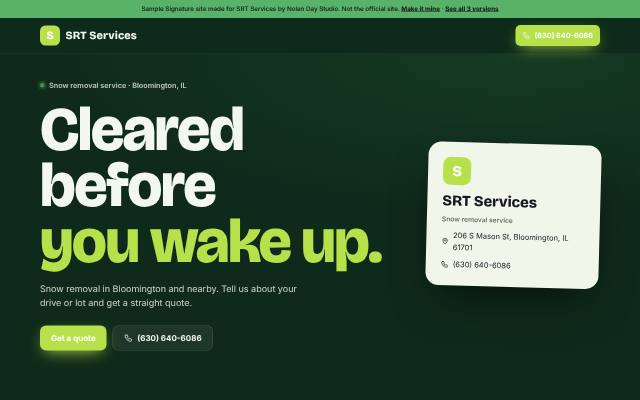 Sample Signature site made for SRT Services by Nolan Day Studio. Not the official site. Make it mine · See all 3 versions
S SRT Services
(630) 640-6086
Snow removal service · Bloomington, IL
Cleared
before
you wake up.
Snow removal in Bloomington and nearby. Tell us about your
drive or lot and get a straight quote.
Get a quote
(630) 640-6086
S
SRT Services
Snow removal service
206 S Mason St, Bloomington, IL
61701
(630) 640-6086